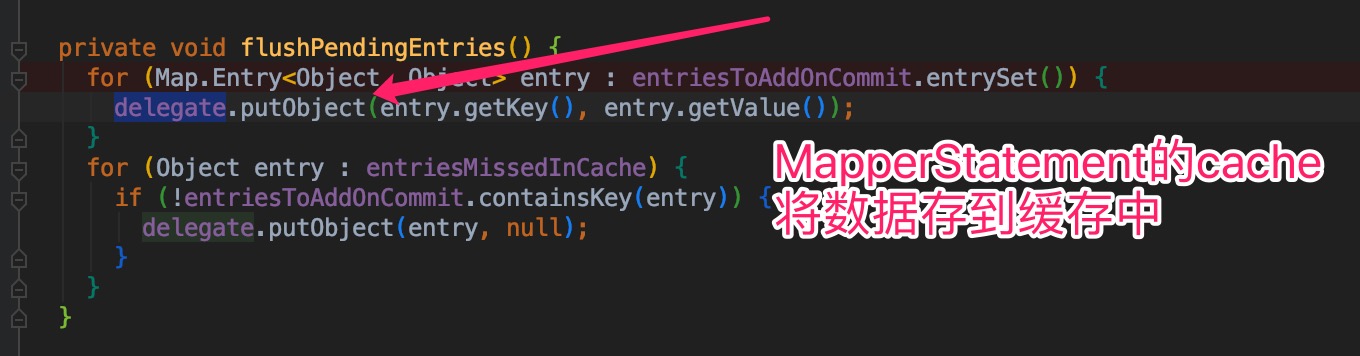 private void flushPendingEntries() {
for (Map.Entry<Object, Object> entry : entriesToAddOnCommit.entrySet()) {
delegate.putObject(entry.getKey(), entry.getValue());
}
for (Object entry : entriesMissedInCache) {
if (!entriesToAddOnCommit.containsKey(entry)) {
delegate.putObject(entry, null);
}
}
}
MapperStatement的cache
将数据存到缓存中